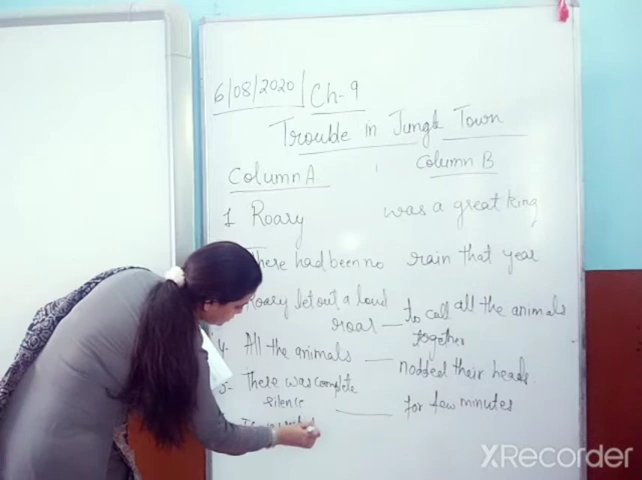 6/08/2020 Ch-9
Trouble in Jungle Town
Column A Column B
1 Roary was a great king
There had been no rain that year
Roary let out a loud
roar — to call all the animals
together
4- All the animals — nodded their heads
5- There was complete
silence — for few minutes
XRecorder